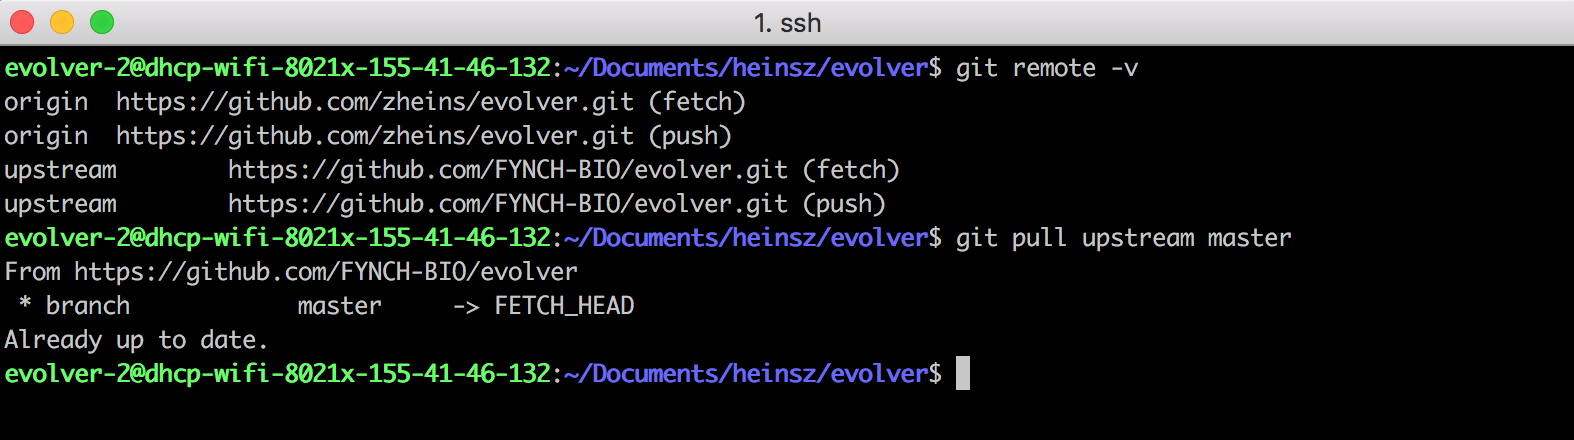 1. ssh
evolver-2@dhcp-wifi-8021x-155-41-46-132:~/Documents/heinsz/evolver$ git remote -v
origin  https://github.com/zheins/evolver.git (fetch)
origin  https://github.com/zheins/evolver.git (push)
upstream        https://github.com/FYNCH-BIO/evolver.git (fetch)
upstream        https://github.com/FYNCH-BIO/evolver.git (push)
evolver-2@dhcp-wifi-8021x-155-41-46-132:~/Documents/heinsz/evolver$ git pull upstream master
From https://github.com/FYNCH-BIO/evolver
 * branch            master     -> FETCH_HEAD
Already up to date.
evolver-2@dhcp-wifi-8021x-155-41-46-132:~/Documents/heinsz/evolver$